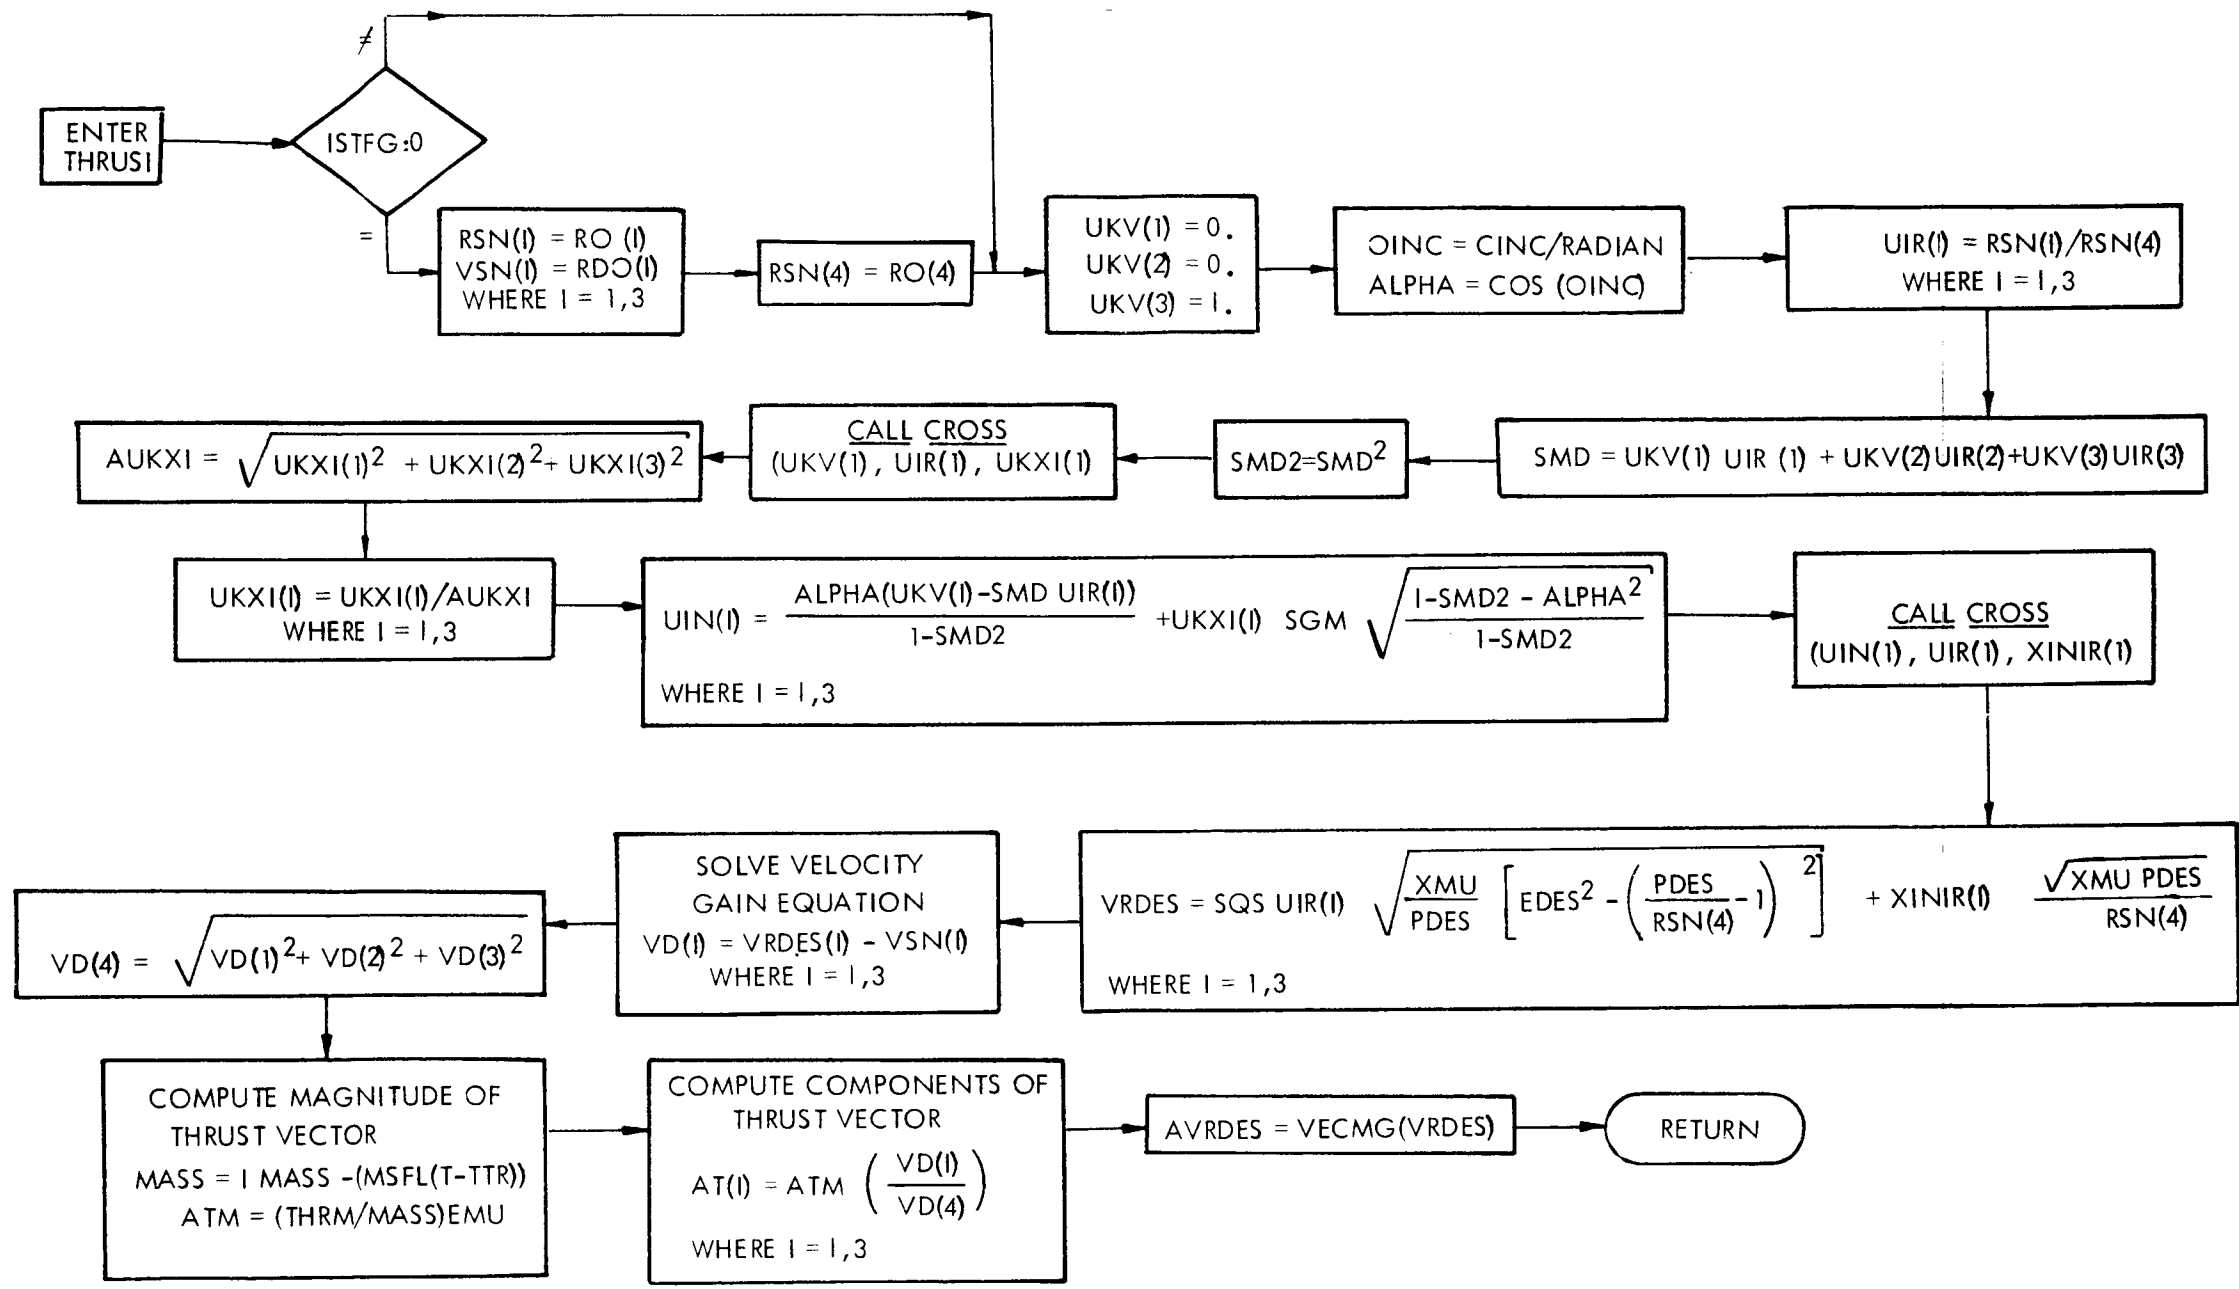 ≠
ENTER
THRUSI
ISTFG:0
=
RSN(I) = RO (I)
VSN(I) = RDO(I)
WHERE I = 1,3
RSN(4) = RO(4)
UKV(1) = 0.
UKV(2) = 0.
UKV(3) = 1.
OINC = CINC/RADIAN
ALPHA = COS (OINC)
UIR(I) = RSN(I)/RSN(4)
WHERE I = 1,3
AUKXI = √UKXI(1)² + UKXI(2)² + UKXI(3)²
CALL CROSS
(UKV(1), UIR(1), UKXI(1)
SMD2=SMD²
SMD = UKV(1) UIR (1) + UKV(2)UIR(2)+UKV(3)UIR(3)
UKXI(I) = UKXI(I)/AUKXI
WHERE I = 1,3
UIN(I) = ALPHA(UKV(I)-SMD UIR(I)) / 1-SMD2 +UKXI(I) SGM √1-SMD2 - ALPHA² / 1-SMD2
WHERE I = 1,3
CALL CROSS
(UIN(1), UIR(1), XINIR(1)
VD(4) = √VD(1)²+ VD(2)² + VD(3)²
SOLVE VELOCITY
GAIN EQUATION
VD(I) = VRDES(I) - VSN(I)
WHERE I = 1,3
VRDES = SQS UIR(I) √XMU / PDES [EDES² - (PDES / RSN(4) - 1)²] + XINIR(I) √XMU PDES / RSN(4)
WHERE I = 1,3
COMPUTE MAGNITUDE OF
THRUST VECTOR
MASS = I MASS -(MSFL(T-TTR))
ATM = (THRM/MASS)EMU
COMPUTE COMPONENTS OF
THRUST VECTOR
AT(I) = ATM (VD(I) / VD(4))
WHERE I = 1,3
AVRDES = VECMG(VRDES)
RETURN